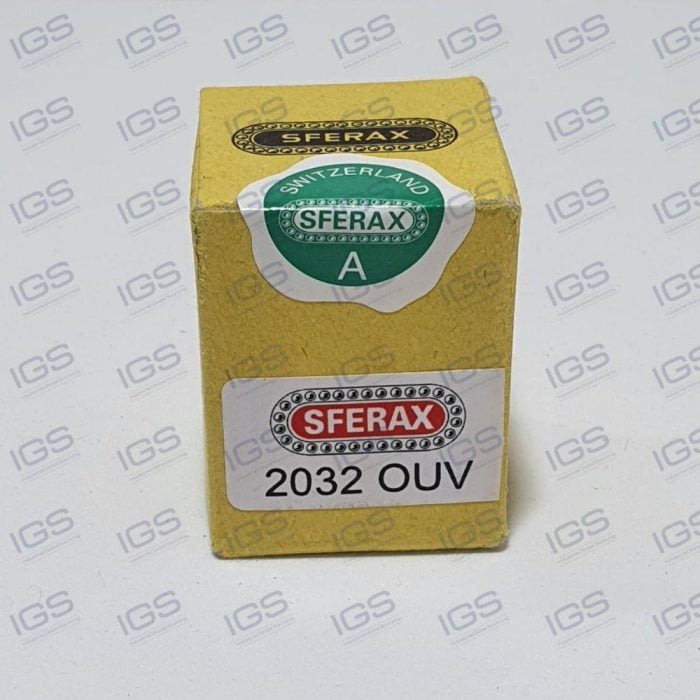 SFERAX
SWITZERLAND
SFERAX
A
SFERAX
2032 OUV
IGS